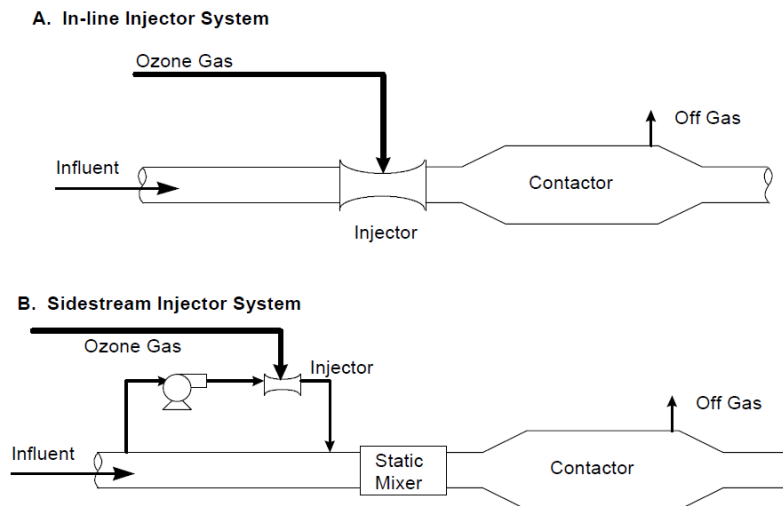 A. In-line Injector System
Ozone Gas
Off Gas
Influent
Contactor
Injector
B. Sidestream Injector System
Ozone Gas
Injector
Off Gas
Influent
Static
Mixer
Contactor